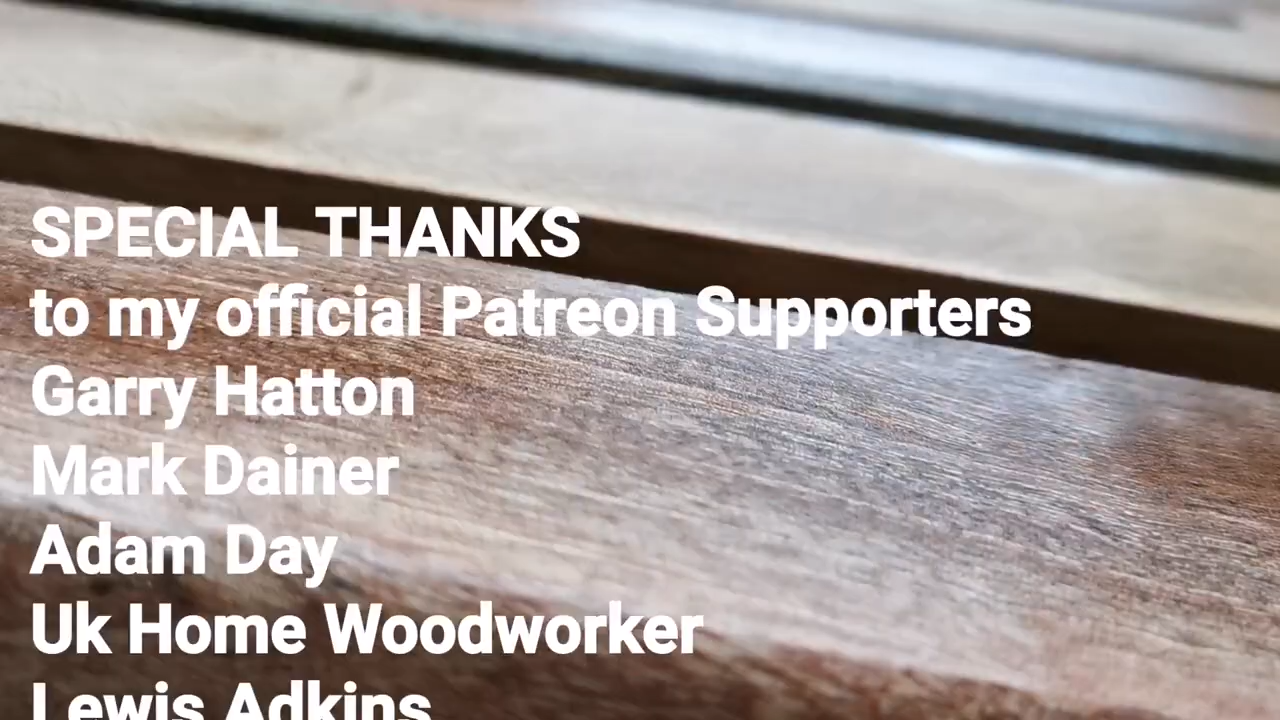 SPECIAL THANKS
to my official Patreon Supporters
Garry Hatton
Mark Dainer
Adam Day
Uk Home Woodworker
Lewis Adkins